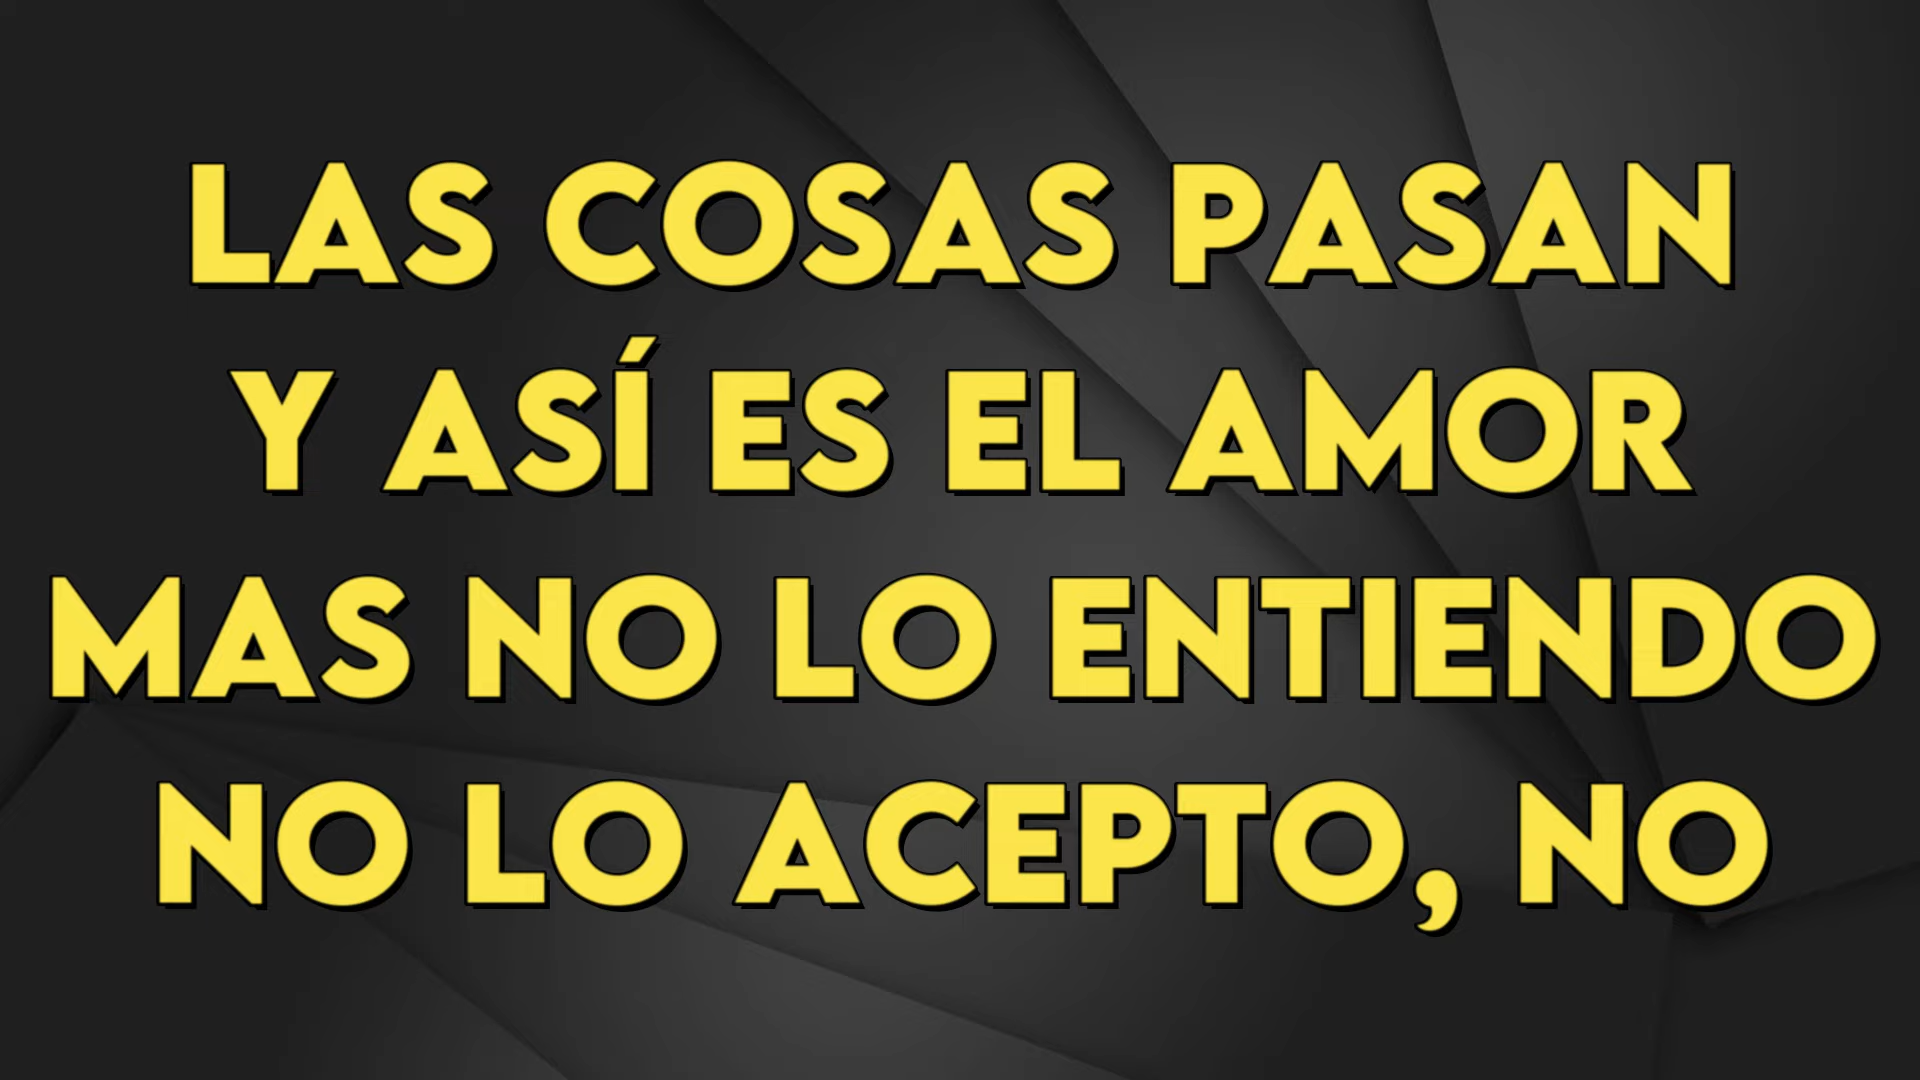 LAS COSAS PASAN
Y ASÍ ES EL AMOR
MAS NO LO ENTIENDO
NO LO ACEPTO, NO